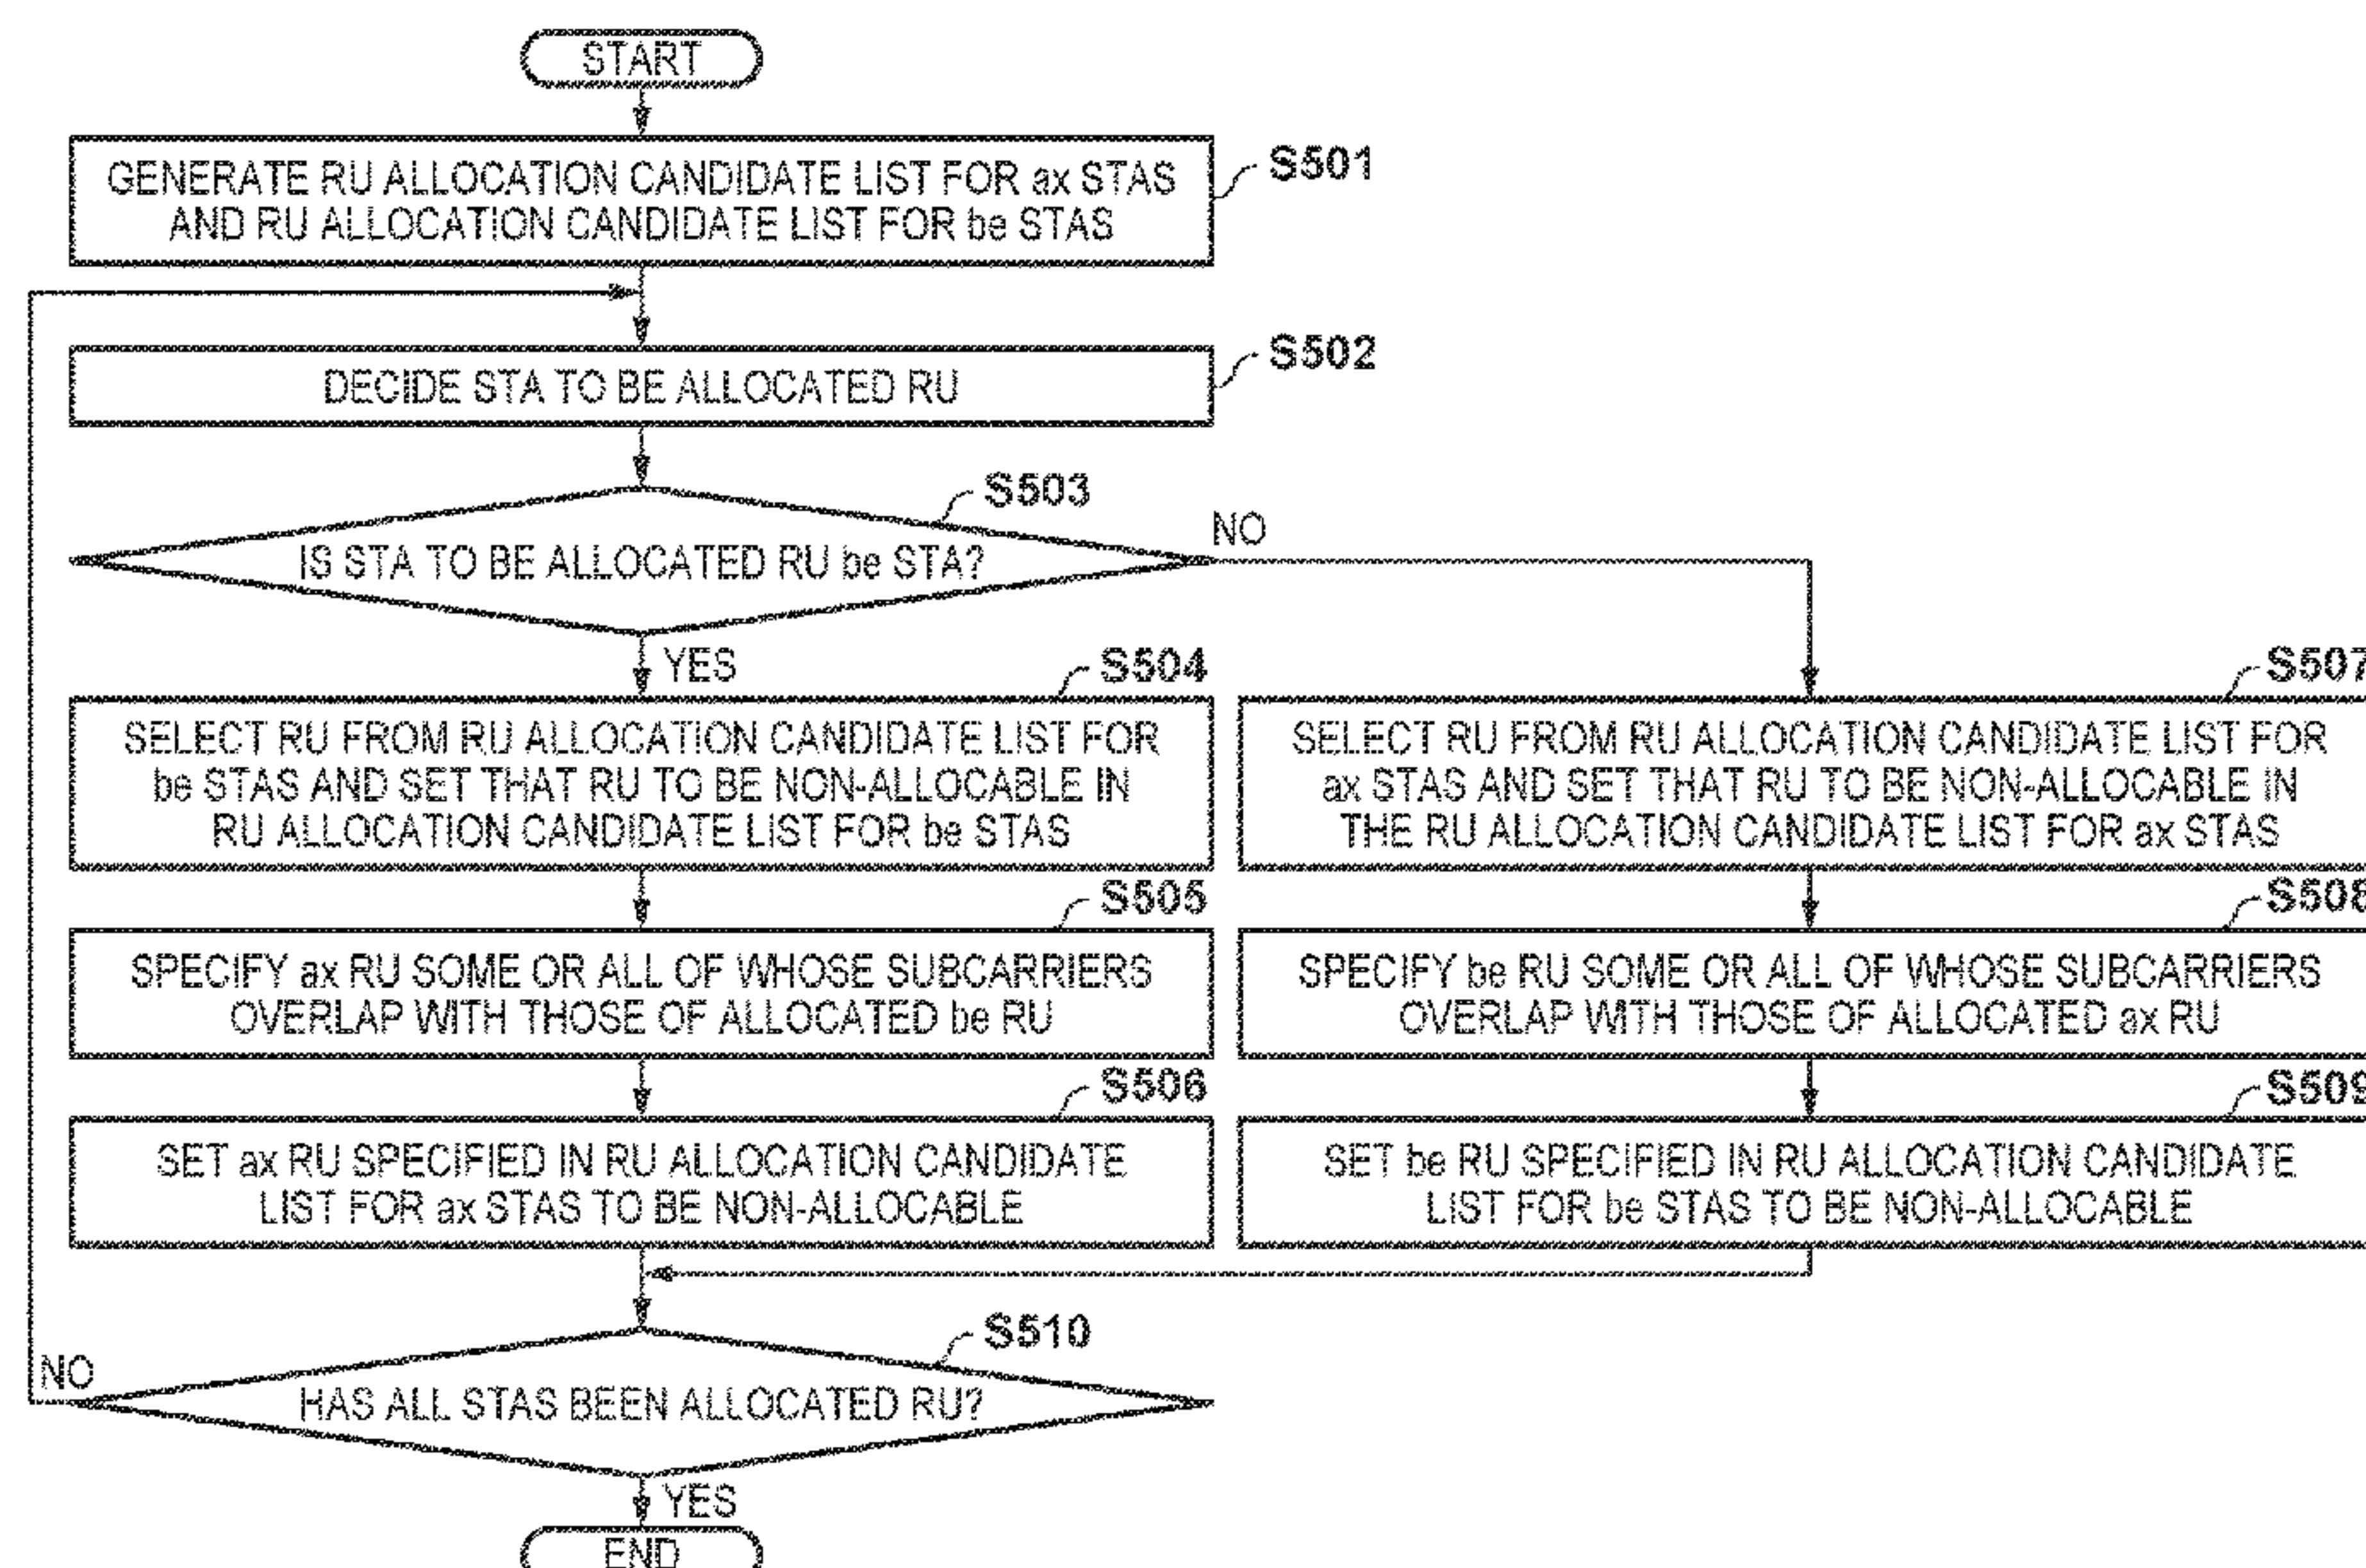 START
GENERATE RU ALLOCATION CANDIDATE LIST FOR ax STAS
AND RU ALLOCATION CANDIDATE LIST FOR be STAS
S501
DECIDE STA TO BE ALLOCATED RU
S502
IS STA TO BE ALLOCATED RU be STA?
S503
NO
YES
SELECT RU FROM RU ALLOCATION CANDIDATE LIST FOR
be STAS AND SET THAT RU TO BE NON-ALLOCABLE IN
RU ALLOCATION CANDIDATE LIST FOR be STAS
S504
SELECT RU FROM RU ALLOCATION CANDIDATE LIST FOR
ax STAS AND SET THAT RU TO BE NON-ALLOCABLE IN
THE RU ALLOCATION CANDIDATE LIST FOR ax STAS
S507
SPECIFY ax RU SOME OR ALL OF WHOSE SUBCARRIERS
OVERLAP WITH THOSE OF ALLOCATED be RU
S505
SPECIFY be RU SOME OR ALL OF WHOSE SUBCARRIERS
OVERLAP WITH THOSE OF ALLOCATED ax RU
S508
SET ax RU SPECIFIED IN RU ALLOCATION CANDIDATE
LIST FOR ax STAS TO BE NON-ALLOCABLE
S506
SET be RU SPECIFIED IN RU ALLOCATION CANDIDATE
LIST FOR be STAS TO BE NON-ALLOCABLE
S509
HAS ALL STAS BEEN ALLOCATED RU?
S510
NO
YES
END